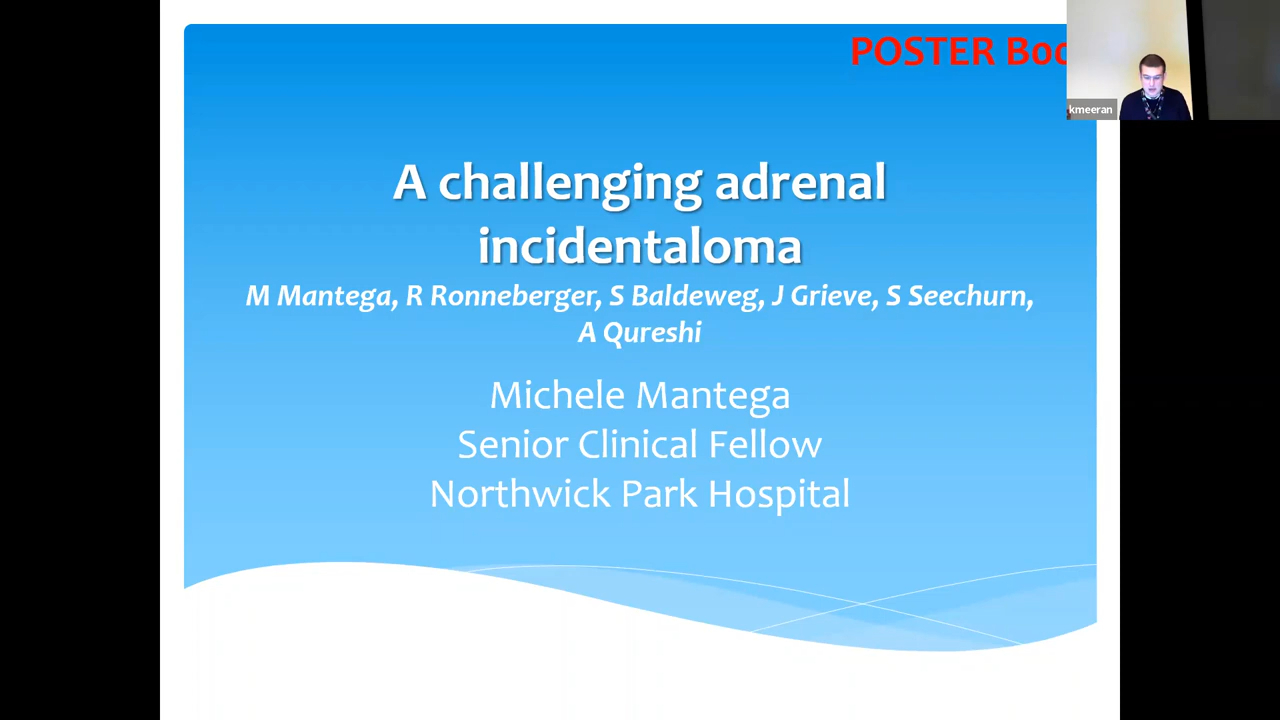 POSTER
kmeeran
A challenging adrenal
incidentaloma
M Mantega, R Ronneberger, S Baldeweg, J Grieve, S Seechurn,
A Qureshi
Michele Mantega
Senior Clinical Fellow
Northwick Park Hospital